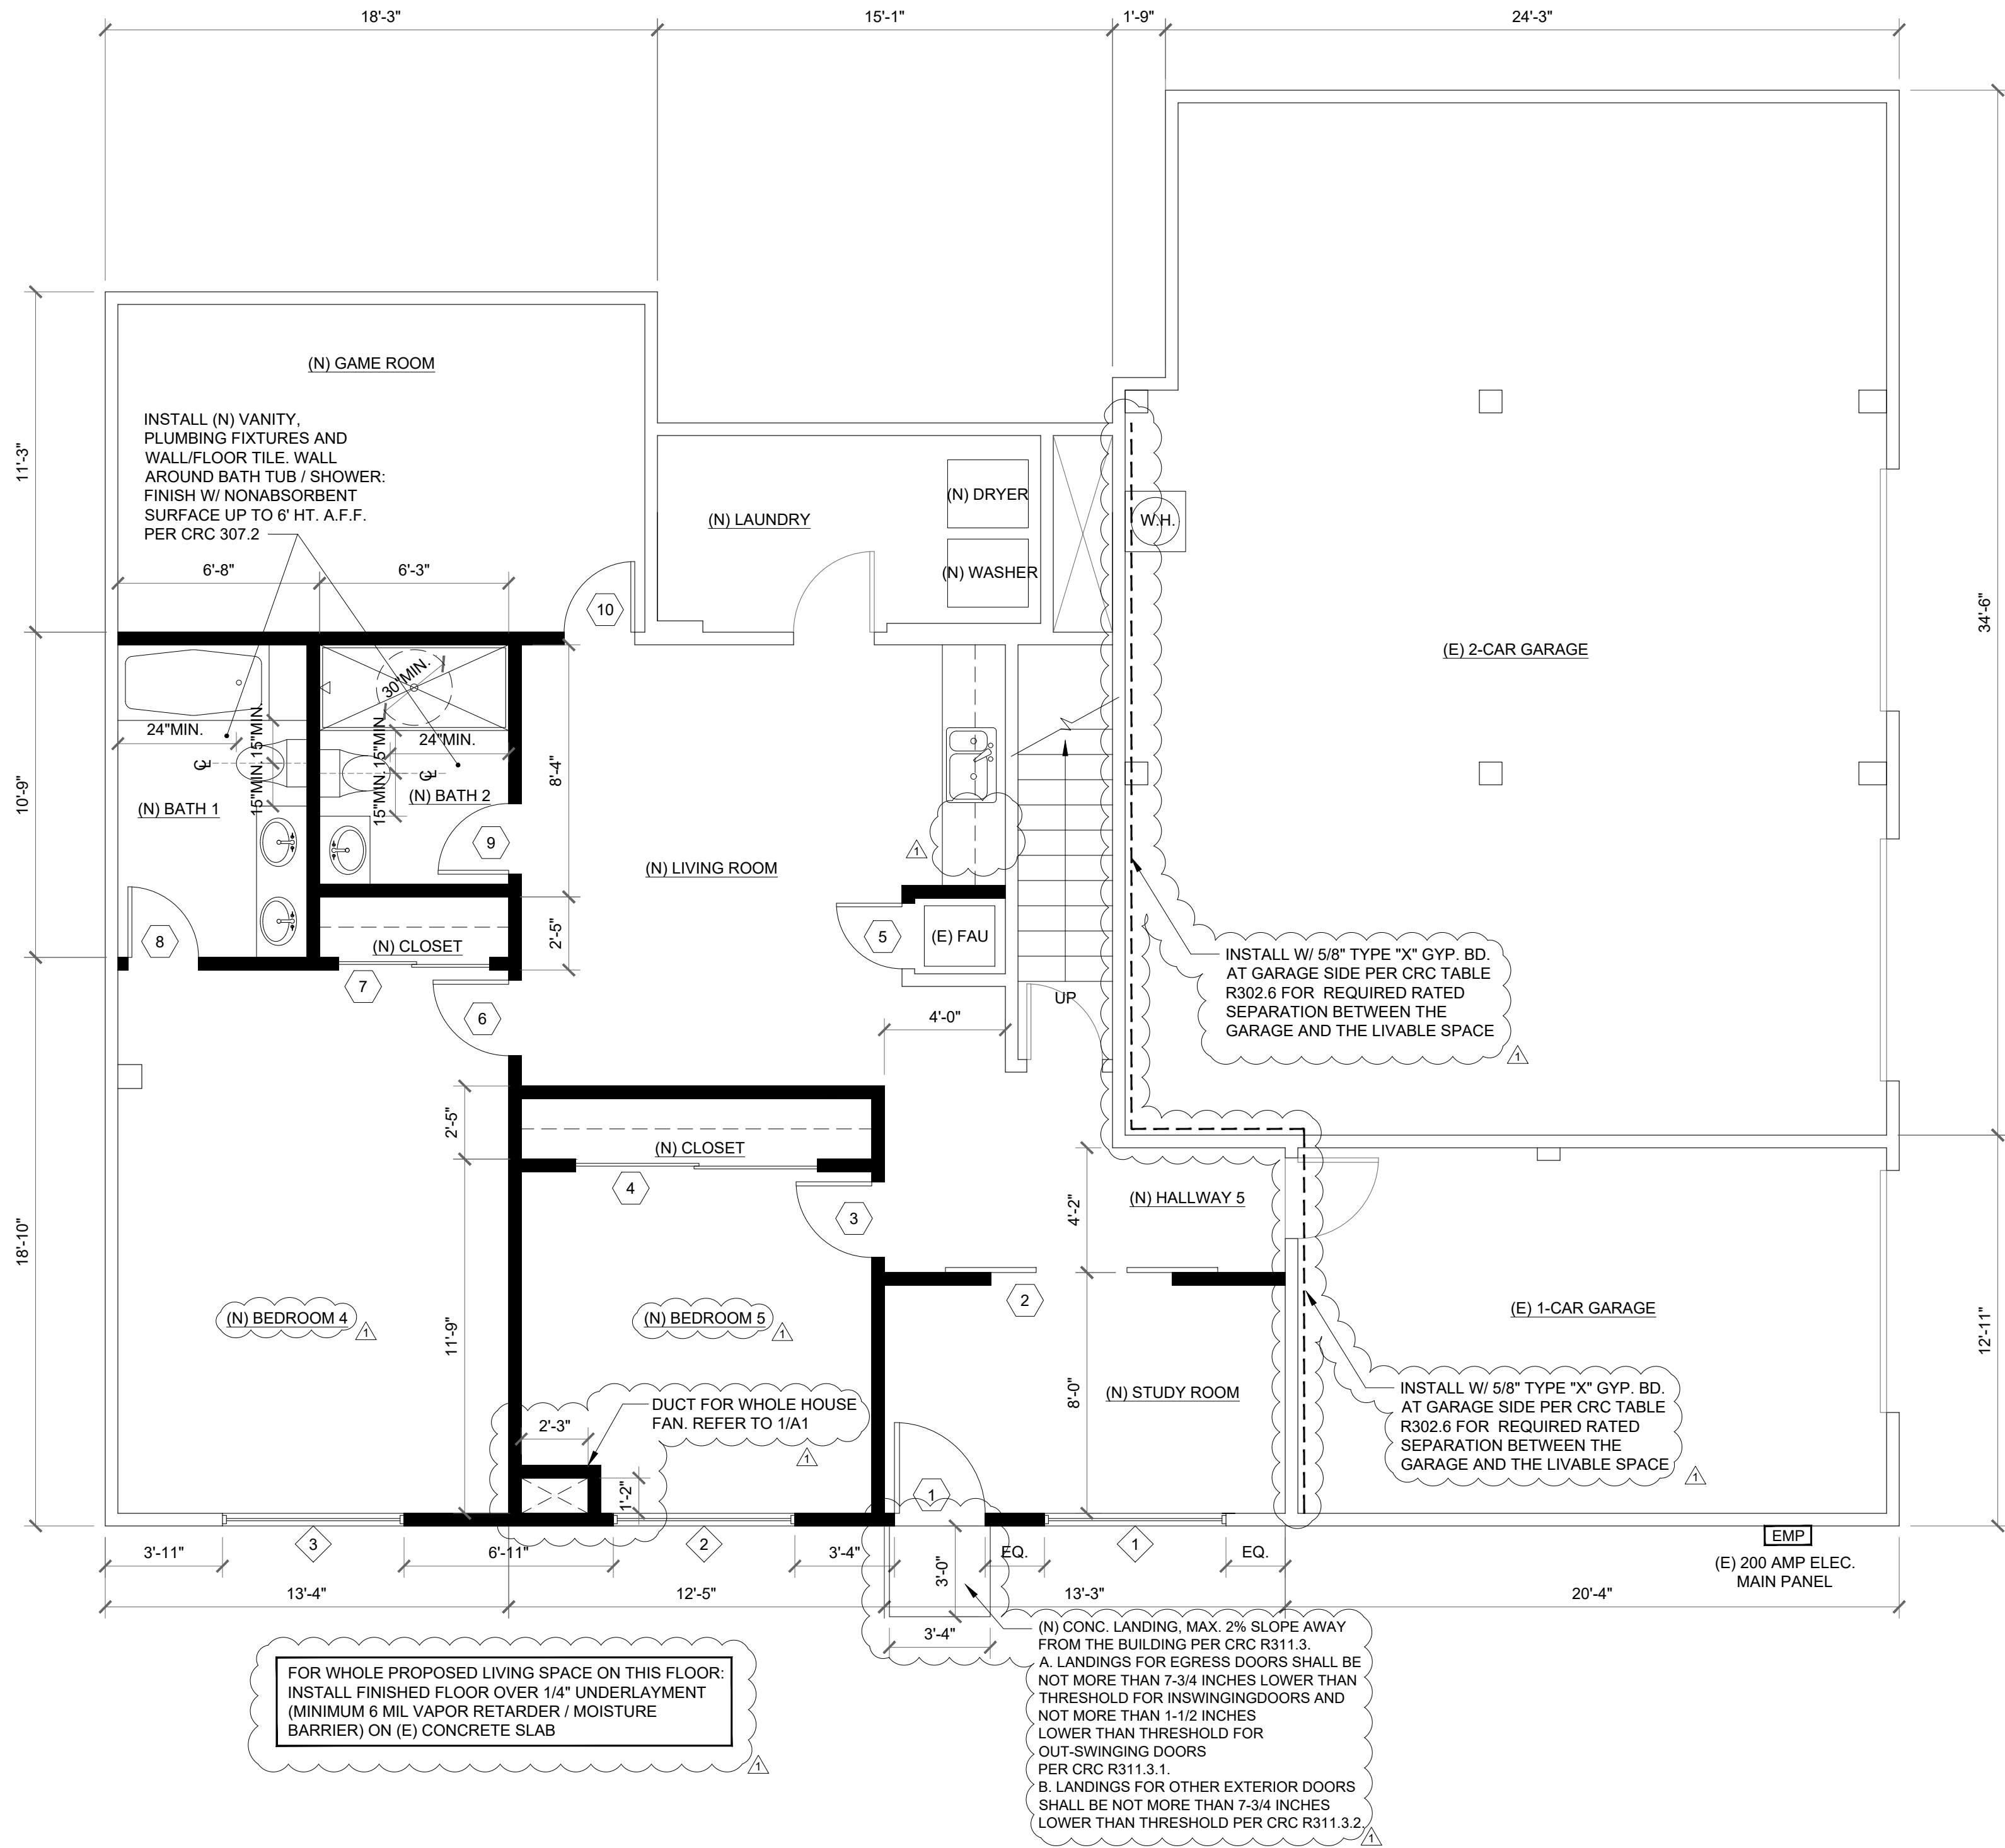 18'-3"
15'-1"
1'-9"
24'-3"
(N) GAME ROOM
INSTALL (N) VANITY,
PLUMBING FIXTURES AND
WALL/FLOOR TILE. WALL
AROUND BATH TUB / SHOWER:
FINISH W/ NONABSORBENT
SURFACE UP TO 6' HT. A.F.F.
PER CRC 307.2
11'-3"
(N) LAUNDRY
(N) DRYER
(N) WASHER
W.H.
6'-8"
6'-3"
10
34'-6"
(E) 2-CAR GARAGE
30"MIN.
24"MIN.
15"MIN.
15"MIN.
15"MIN.
15"MIN.
24"MIN.
CL
CL
8'-4"
10'-9"
(N) BATH 1
(N) BATH 2
9
1
(N) LIVING ROOM
8
(N) CLOSET
2'-5"
5
(E) FAU
7
6
UP
4'-0"
INSTALL W/ 5/8" TYPE "X" GYP. BD.
AT GARAGE SIDE PER CRC TABLE
R302.6 FOR REQUIRED RATED
SEPARATION BETWEEN THE
GARAGE AND THE LIVABLE SPACE
1
2'-5"
(N) CLOSET
4
3
(N) HALLWAY 5
4'-2"
18'-10"
2
(N) BEDROOM 4
1
(N) BEDROOM 5
1
11'-9"
(E) 1-CAR GARAGE
12'-11"
8'-0"
(N) STUDY ROOM
DUCT FOR WHOLE HOUSE
FAN. REFER TO 1/A1
1
2'-3"
1'-2"
INSTALL W/ 5/8" TYPE "X" GYP. BD.
AT GARAGE SIDE PER CRC TABLE
R302.6 FOR REQUIRED RATED
SEPARATION BETWEEN THE
GARAGE AND THE LIVABLE SPACE
1
1
3
2
1
EMP
(E) 200 AMP ELEC.
MAIN PANEL
3'-11"
6'-11"
3'-4"
EQ.
EQ.
3'-0"
13'-4"
12'-5"
13'-3"
20'-4"
3'-4"
(N) CONC. LANDING, MAX. 2% SLOPE AWAY
FROM THE BUILDING PER CRC R311.3.
A. LANDINGS FOR EGRESS DOORS SHALL BE
NOT MORE THAN 7-3/4 INCHES LOWER THAN
THRESHOLD FOR INSWINGINGDOORS AND
NOT MORE THAN 1-1/2 INCHES
LOWER THAN THRESHOLD FOR
OUT-SWINGING DOORS
PER CRC R311.3.1.
B. LANDINGS FOR OTHER EXTERIOR DOORS
SHALL BE NOT MORE THAN 7-3/4 INCHES
LOWER THAN THRESHOLD PER CRC R311.3.2.
1
FOR WHOLE PROPOSED LIVING SPACE ON THIS FLOOR:
INSTALL FINISHED FLOOR OVER 1/4" UNDERLAYMENT
(MINIMUM 6 MIL VAPOR RETARDER / MOISTURE
BARRIER) ON (E) CONCRETE SLAB
1